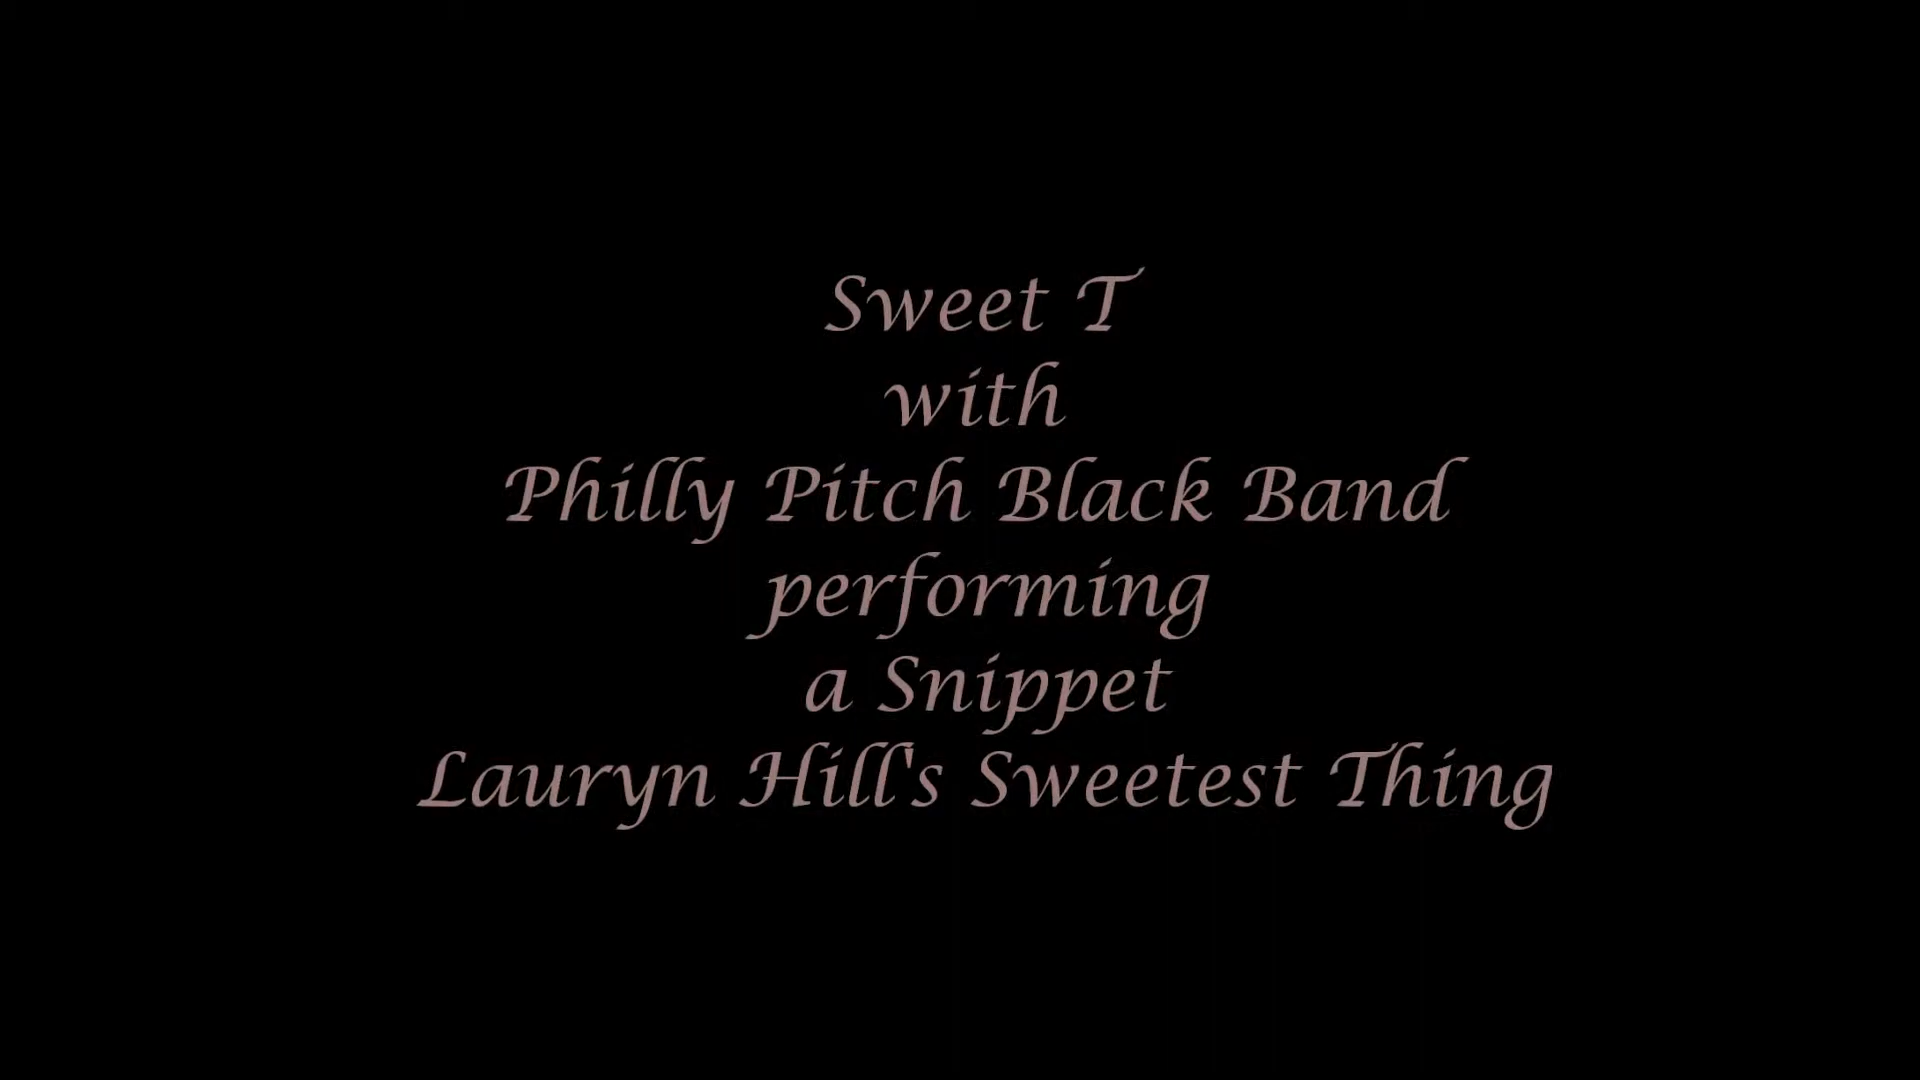 Sweet T
with
Philly Pitch Black Band
performing
a Snippet
Lauryn Hill's Sweetest Thing